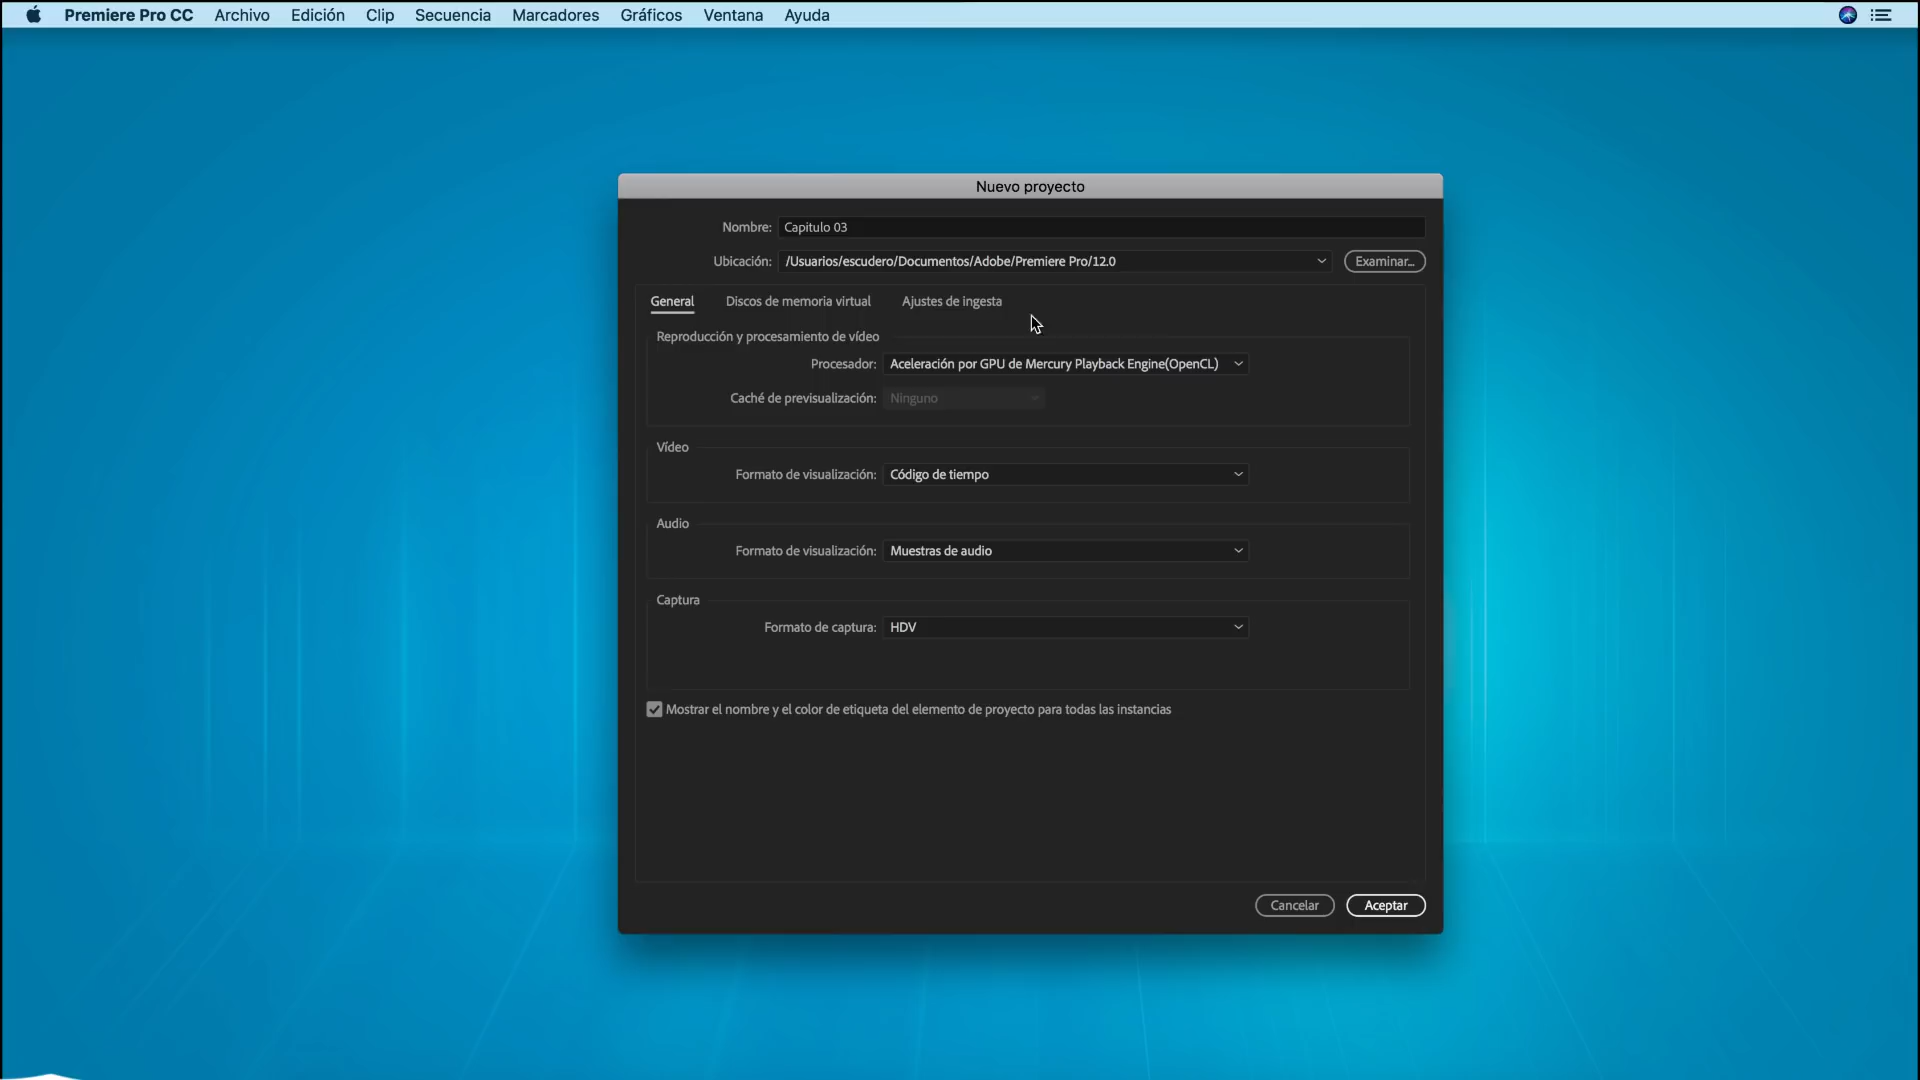 Premiere Pro CC Archivo Edición Clip Secuencia Marcadores Gráficos Ventana Ayuda
Nuevo proyecto
Nombre: Capitulo 03
Ubicación: /Usuarios/escudero/Documentos/Adobe/Premiere Pro/12.0 Examinar...
General Discos de memoria virtual Ajustes de ingesta
Reproducción y procesamiento de vídeo
Procesador: Aceleración por GPU de Mercury Playback Engine(OpenCL)
Caché de previsualización: Ninguno
Vídeo
Formato de visualización: Código de tiempo
Audio
Formato de visualización: Muestras de audio
Captura
Formato de captura: HDV
Mostrar el nombre y el color de etiqueta del elemento de proyecto para todas las instancias
Cancelar Aceptar